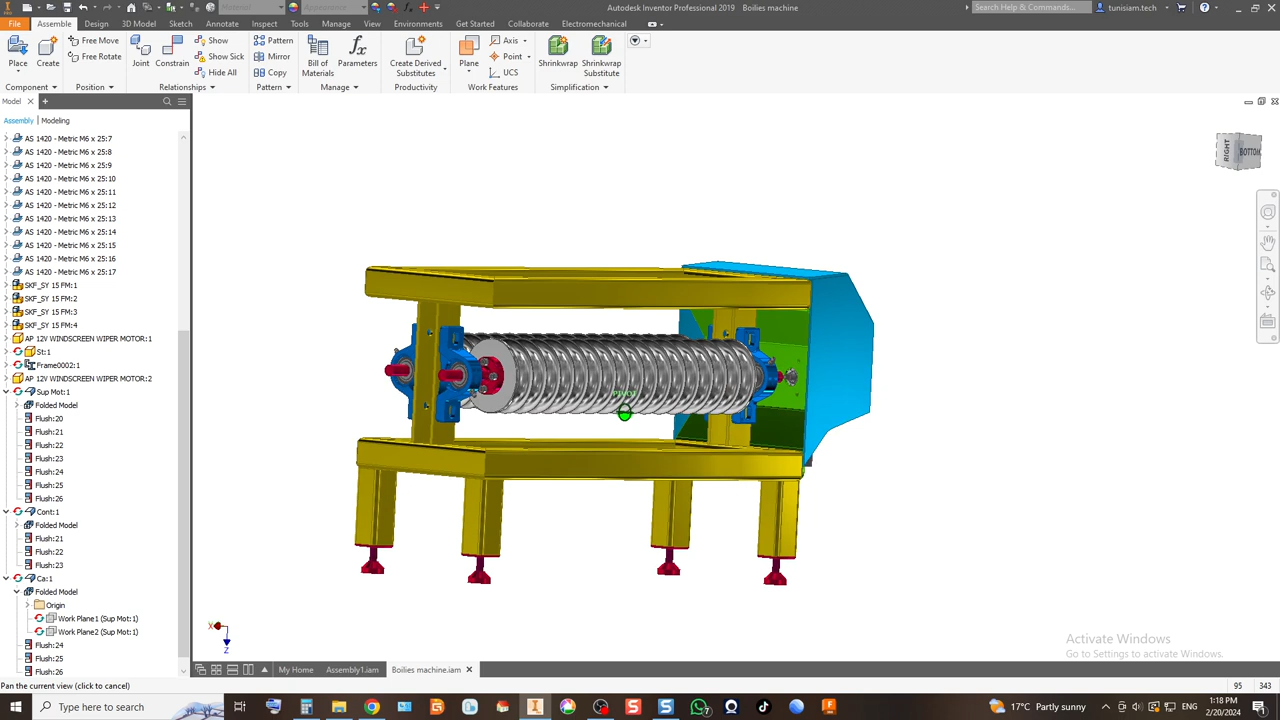 Material
Appearance
Autodesk Inventor Professional 2019 Boilies machine
Search Help & Commands...
tunisiam.tech
File Assemble Design 3D Model Sketch Annotate Inspect Tools Manage View Environments Get Started Collaborate Electromechanical
Place
Create
Free Move
Free Rotate
Joint
Constrain
Show
Show Sick
Hide All
Pattern
Mirror
Copy
Bill of
Materials
Parameters
Create Derived
Substitutes
Plane
Axis
Point
UCS
Shrinkwrap
Shrinkwrap
Substitute
Component Position Relationships Pattern Manage Productivity Work Features Simplification
Model
Assembly Modeling
AS 1420 - Metric M6 x 25:7
AS 1420 - Metric M6 x 25:8
AS 1420 - Metric M6 x 25:9
AS 1420 - Metric M6 x 25:10
AS 1420 - Metric M6 x 25:11
AS 1420 - Metric M6 x 25:12
AS 1420 - Metric M6 x 25:13
AS 1420 - Metric M6 x 25:14
AS 1420 - Metric M6 x 25:15
AS 1420 - Metric M6 x 25:16
AS 1420 - Metric M6 x 25:17
SKF_SY 15 FM:1
SKF_SY 15 FM:2
SKF_SY 15 FM:3
SKF_SY 15 FM:4
AP 12V WINDSCREEN WIPER MOTOR:1
St:1
Frame0002:1
AP 12V WINDSCREEN WIPER MOTOR:2
Sup Mot:1
Folded Model
Flush:20
Flush:21
Flush:22
Flush:23
Flush:24
Flush:25
Flush:26
Cont:1
Folded Model
Flush:21
Flush:22
Flush:23
Ca:1
Folded Model
Origin
Work Plane1 (Sup Mot:1)
Work Plane2 (Sup Mot:1)
Flush:24
Flush:25
Flush:26
RIGHT
BOTTOM
PIVOT
X
Z
Activate Windows
Go to Settings to activate Windows.
My Home Assembly1.iam Boilies machine.iam
Pan the current view (click to cancel)
95 343
Type here to search
17°C Partly sunny
1:18 PM
2/20/2024